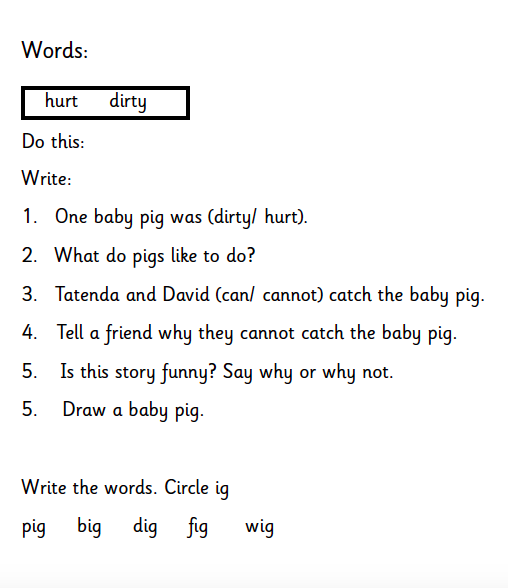 Words:
hurt dirty
Do this:
Write:
1. One baby pig was (dirty/ hurt).
2. What do pigs like to do?
3. Tatenda and David (can/ cannot) catch the baby pig.
4. Tell a friend why they cannot catch the baby pig.
5. Is this story funny? Say why or why not.
5. Draw a baby pig.
Write the words. Circle ig
pig big dig fig wig